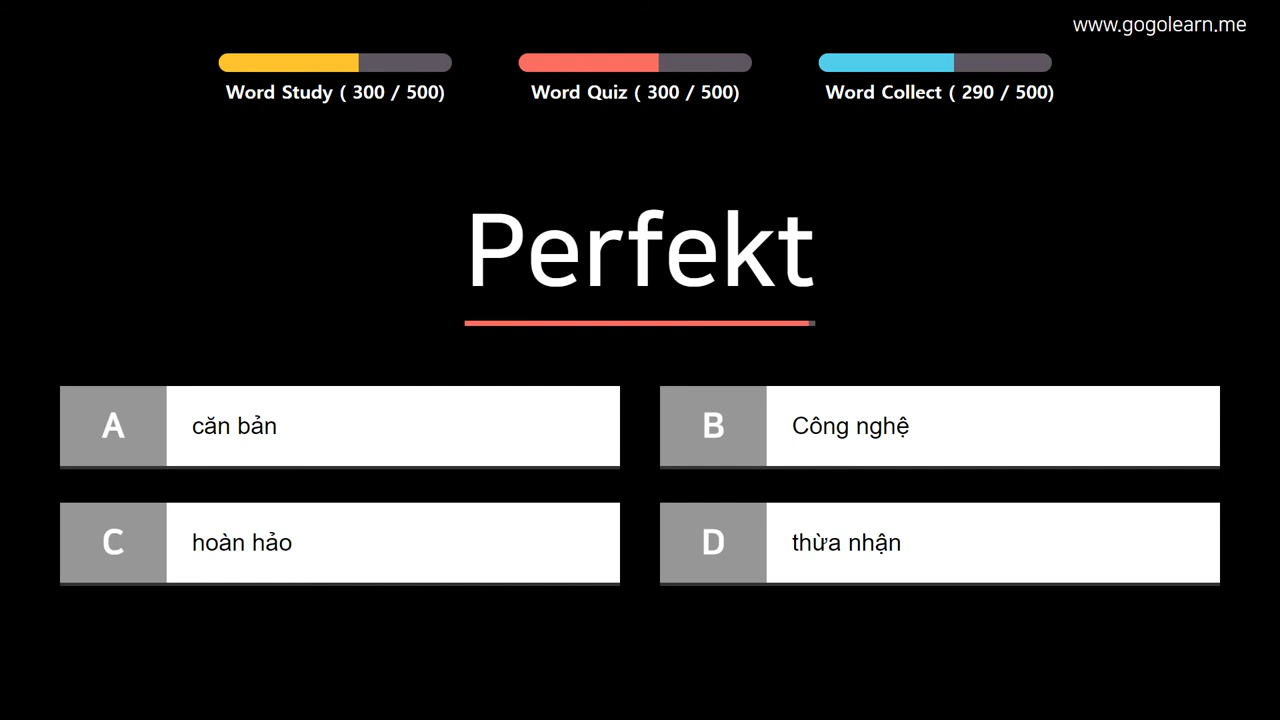 www.gogolearn.me
Word Study ( 300 / 500)
Word Quiz ( 300 / 500)
Word Collect ( 290 / 500)
Perfekt
A
căn bản
B
Công nghệ
C
hoàn hảo
D
thừa nhận